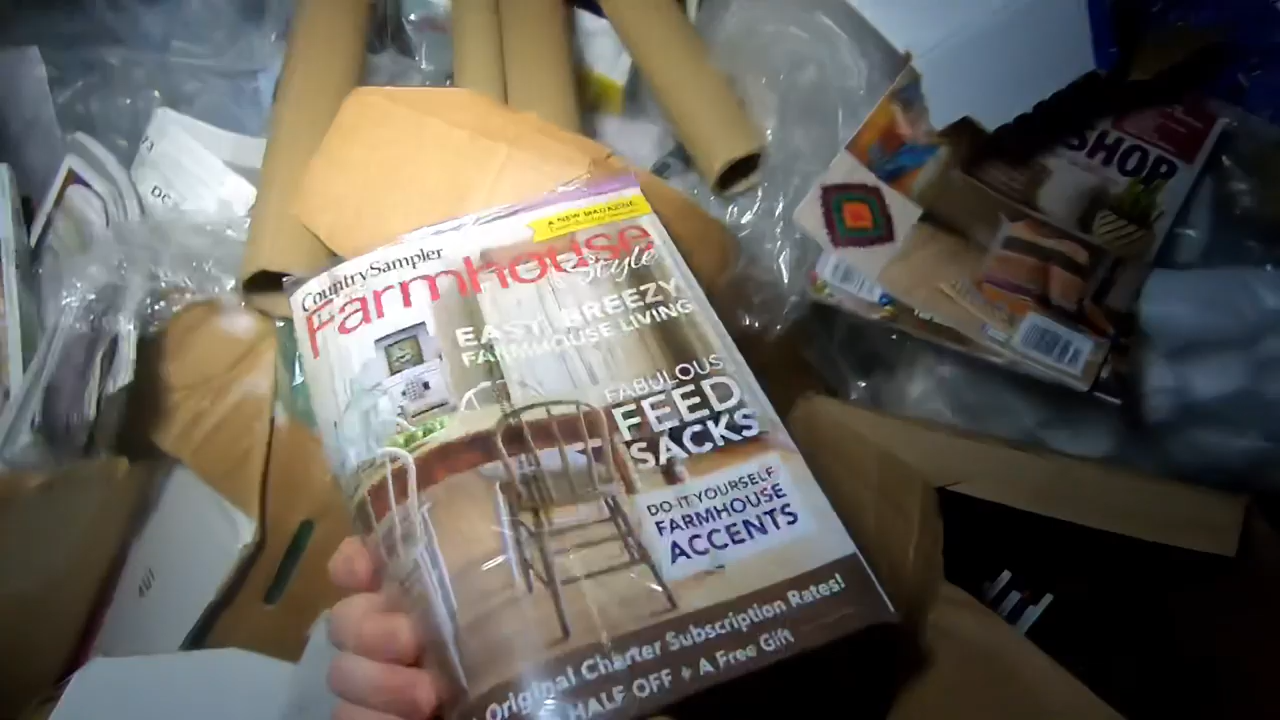 A NEW MAGAZINE
Country Sampler
Farmhouse
Style
EASY, BREEZY
FARMHOUSE LIVING
FABULOUS
FEED
SACKS
DO-IT-YOURSELF
FARMHOUSE
ACCENTS
Original Charter Subscription Rates!
HALF OFF + A Free Gift
SHOP